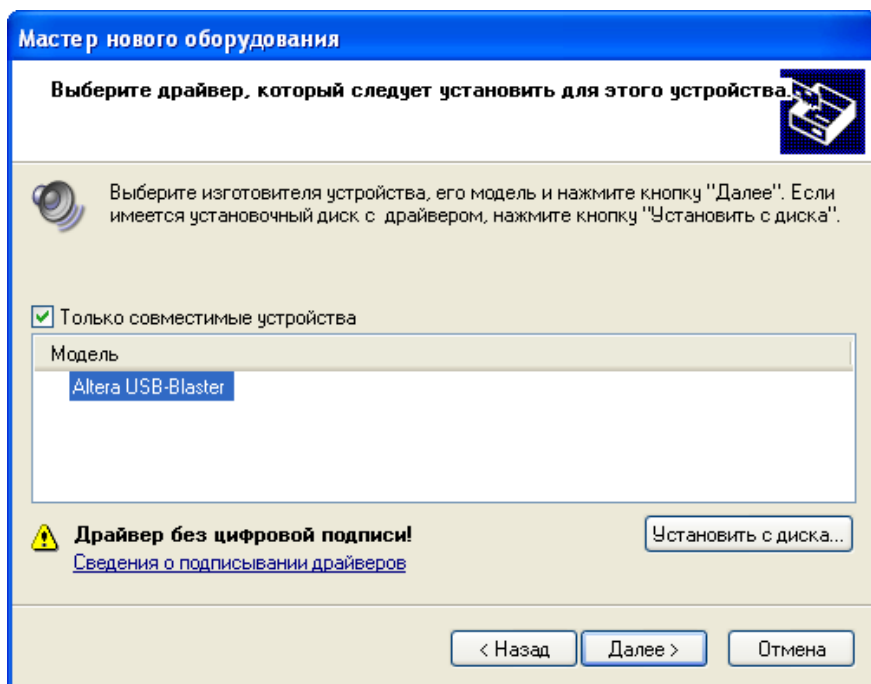 Мастер нового оборудования
Выберите драйвер, который следует установить для этого устройства.
Выберите изготовителя устройства, его модель и нажмите кнопку "Далее". Если
имеется установочный диск с драйвером, нажмите кнопку "Установить с диска".
Только совместимые устройства
Модель
Altera USB-Blaster
Драйвер без цифровой подписи!
Установить с диска...
Сведения о подписывании драйверов
< Назад
Далее >
Отмена